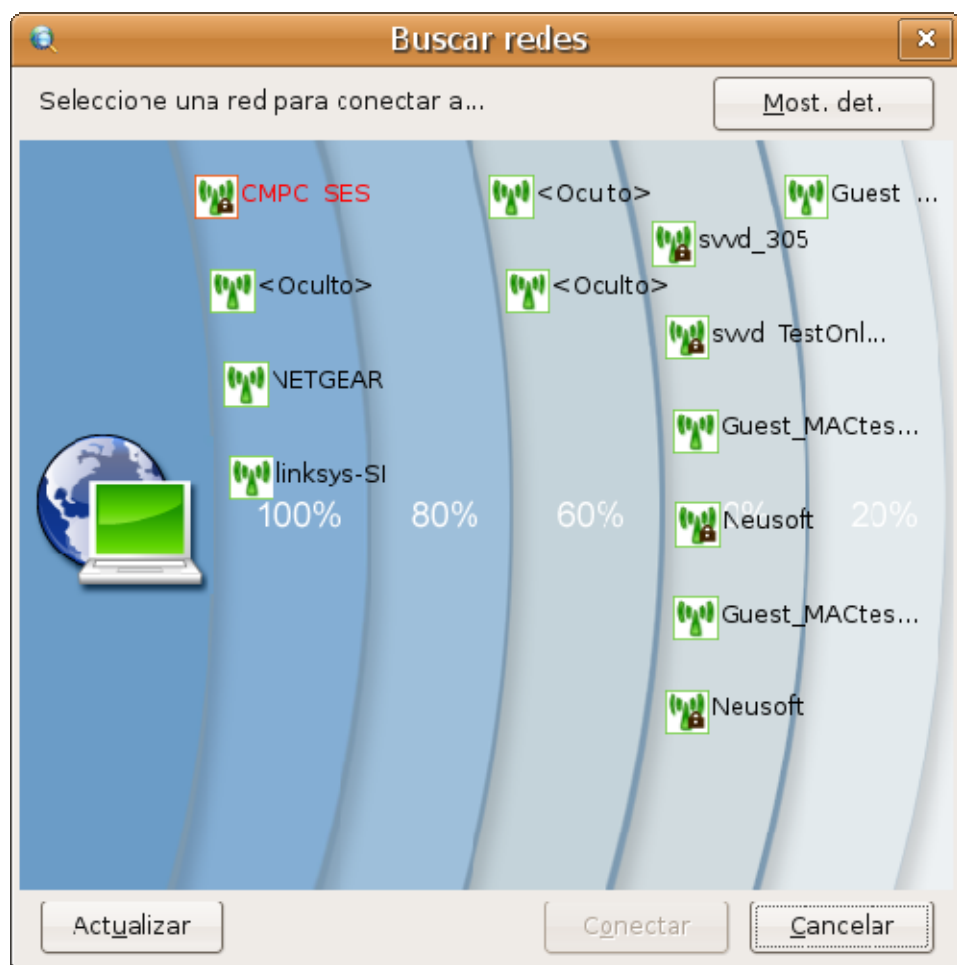 Buscar redes
Seleccione una red para conectar a...
Most. det.
CMPC SES
<Ocuto>
Guest ...
svvd_305
<Oculto>
<Oculto>
svvd TestOnl...
NETGEAR
Guest_MACtes...
linksys-SI
100%
80%
60%
0%
20%
Neusoft
Guest_MACtes...
Neusoft
Actualizar
Conectar
Cancelar